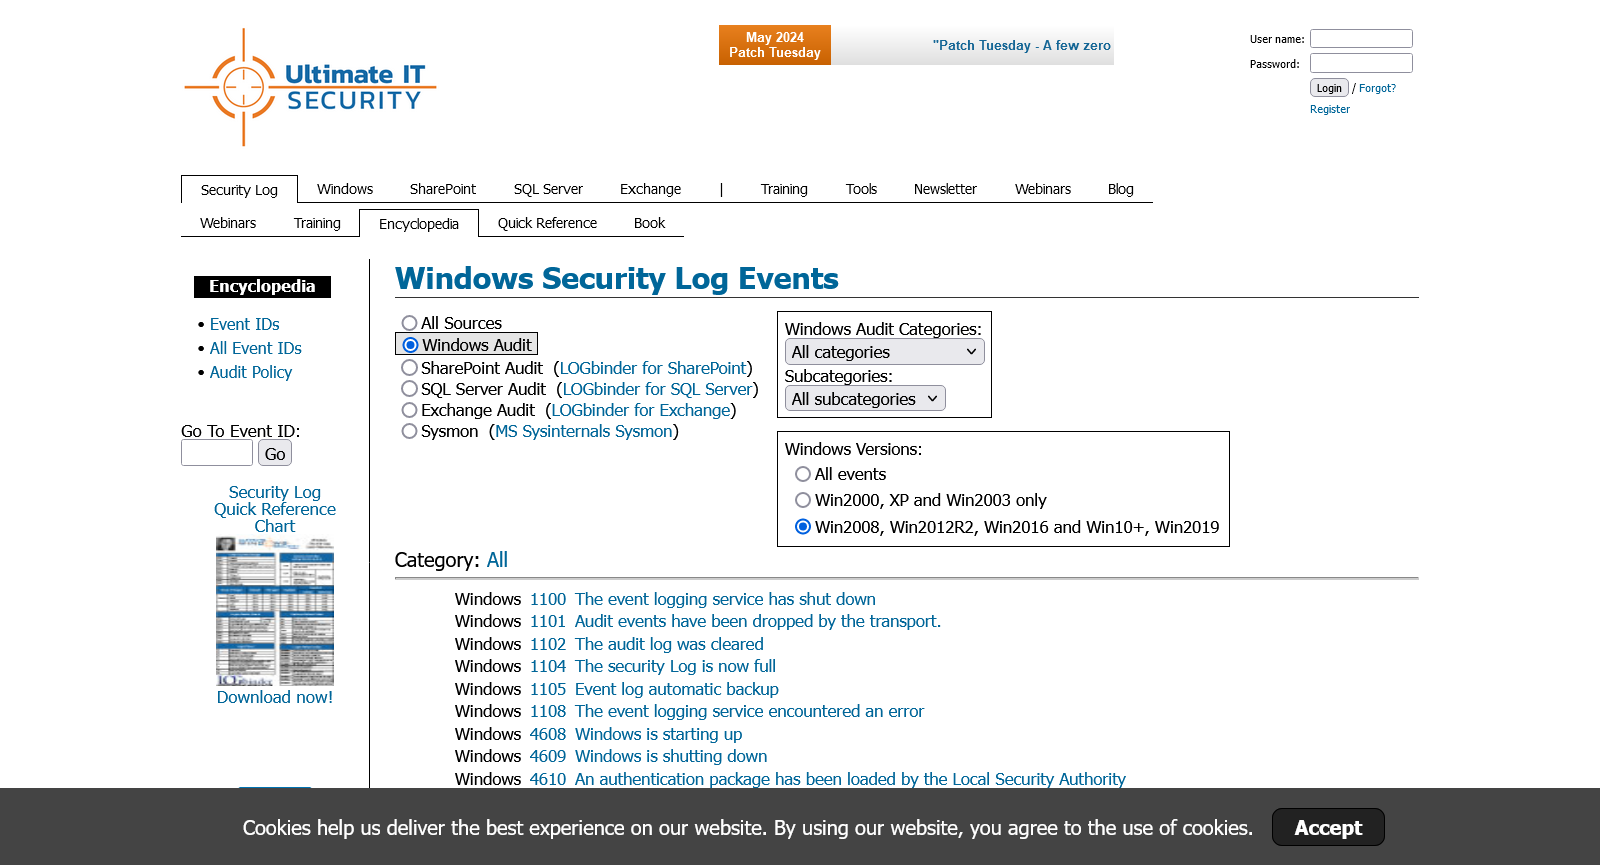 Ultimate IT
SECURITY
May 2024
Patch Tuesday
"Patch Tuesday - A few zero
User name:
Password:
Login / Forgot?
Register
Security Log Windows SharePoint SQL Server Exchange | Training Tools Newsletter Webinars Blog
Webinars Training Encyclopedia Quick Reference Book
Encyclopedia
• Event IDs
• All Event IDs
• Audit Policy
Go To Event ID:
Go
Security Log
Quick Reference
Chart
Download now!
Windows Security Log Events
All Sources
Windows Audit
SharePoint Audit (LOGbinder for SharePoint)
SQL Server Audit (LOGbinder for SQL Server)
Exchange Audit (LOGbinder for Exchange)
Sysmon (MS Sysinternals Sysmon)
Windows Audit Categories:
All categories
Subcategories:
All subcategories
Windows Versions:
All events
Win2000, XP and Win2003 only
Win2008, Win2012R2, Win2016 and Win10+, Win2019
Category: All
Windows 1100 The event logging service has shut down
Windows 1101 Audit events have been dropped by the transport.
Windows 1102 The audit log was cleared
Windows 1104 The security Log is now full
Windows 1105 Event log automatic backup
Windows 1108 The event logging service encountered an error
Windows 4608 Windows is starting up
Windows 4609 Windows is shutting down
Windows 4610 An authentication package has been loaded by the Local Security Authority
Cookies help us deliver the best experience on our website. By using our website, you agree to the use of cookies. Accept